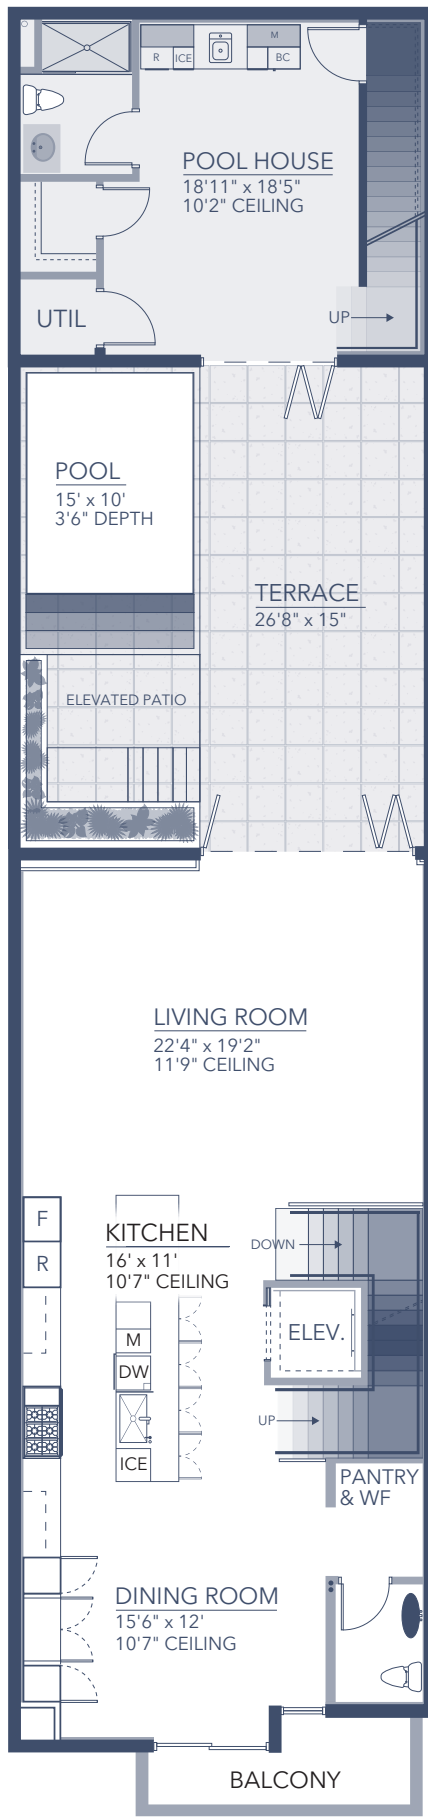 M
R ICE BC
POOL HOUSE
18'11" x 18'5"
10'2" CEILING
UTIL
UP
POOL
15' x 10'
3'6" DEPTH
TERRACE
26'8" x 15"
ELEVATED PATIO
LIVING ROOM
22'4" x 19'2"
11'9" CEILING
F
R
KITCHEN
16' x 11'
10'7" CEILING
DOWN
ELEV.
M
DW
ICE
UP
PANTRY
& WF
DINING ROOM
15'6" x 12'
10'7" CEILING
BALCONY